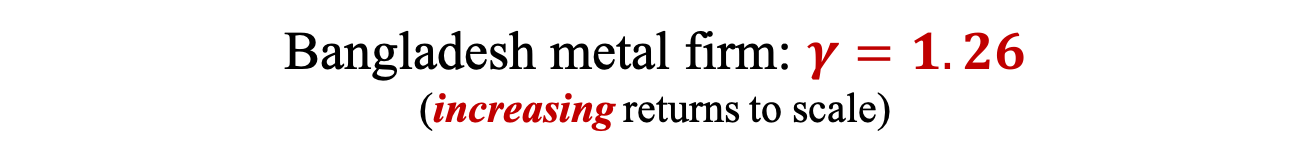 Bangladesh metal firm: γ = 1.26
(increasing returns to scale)